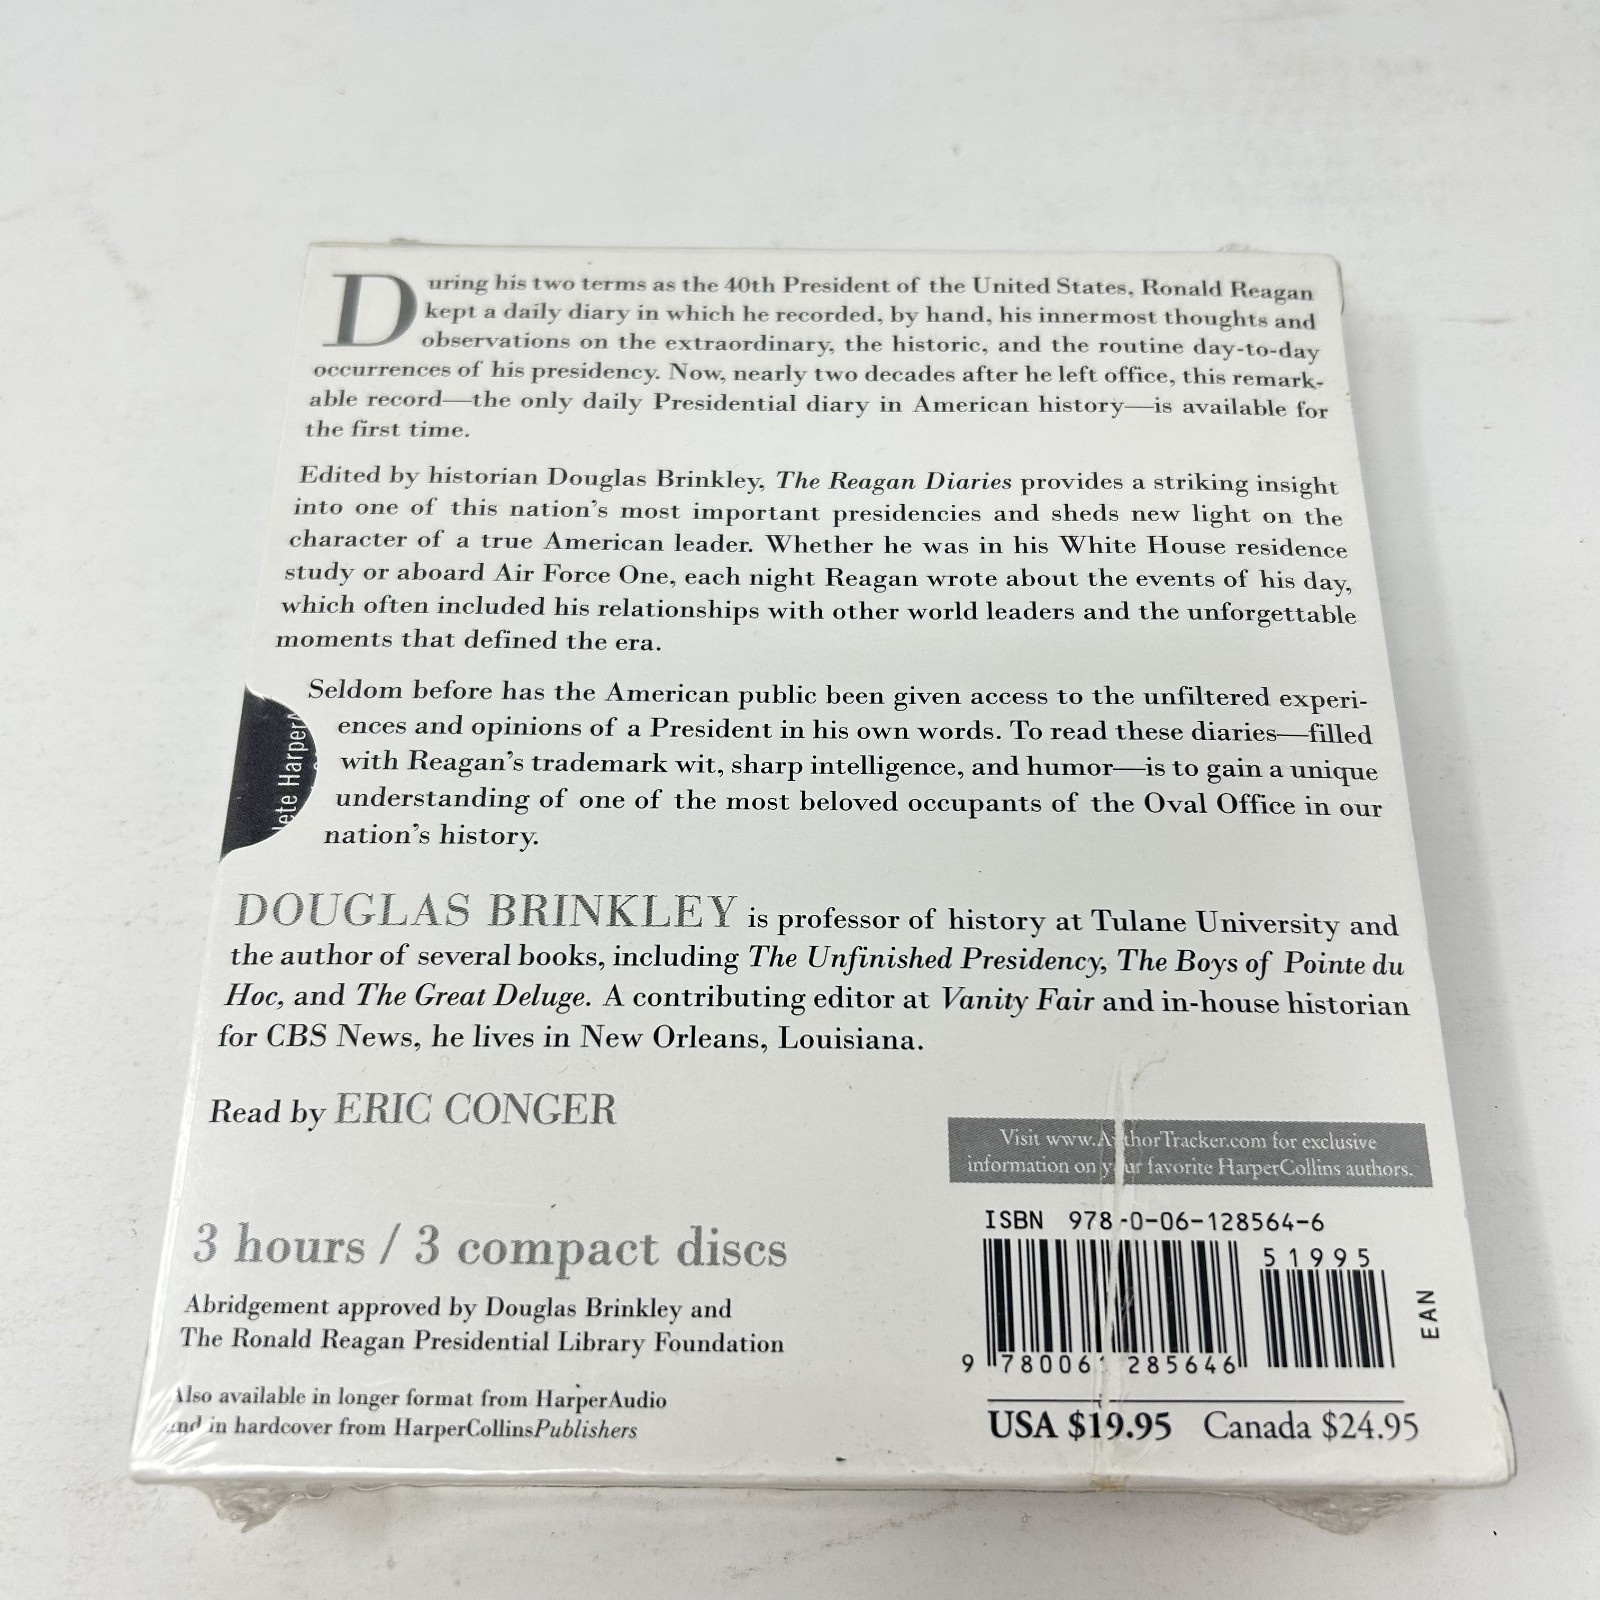 During his two terms as the 40th President of the United States, Ronald Reagan
kept a daily diary in which he recorded, by hand, his innermost thoughts and
observations on the extraordinary, the historic, and the routine day-to-day
occurrences of his presidency. Now, nearly two decades after he left office, this remark-
able record—the only daily Presidential diary in American history—is available for
the first time.
Edited by historian Douglas Brinkley, The Reagan Diaries provides a striking insight
into one of this nation's most important presidencies and sheds new light on the
character of a true American leader. Whether he was in his White House residence
study or aboard Air Force One, each night Reagan wrote about the events of his day,
which often included his relationships with other world leaders and the unforgettable
moments that defined the era.
Seldom before has the American public been given access to the unfiltered experi-
ences and opinions of a President in his own words. To read these diaries—filled
with Reagan's trademark wit, sharp intelligence, and humor—is to gain a unique
understanding of one of the most beloved occupants of the Oval Office in our
nation's history.
lete Harper
DOUGLAS BRINKLEY is professor of history at Tulane University and
the author of several books, including The Unfinished Presidency, The Boys of Pointe du
Hoc, and The Great Deluge. A contributing editor at Vanity Fair and in-house historian
for CBS News, he lives in New Orleans, Louisiana.
Read by ERIC CONGER
Visit www.AuthorTracker.com for exclusive
information on your favorite HarperCollins authors.
3 hours / 3 compact discs
Abridgement approved by Douglas Brinkley and
The Ronald Reagan Presidential Library Foundation
Also available in longer format from HarperAudio
and in hardcover from HarperCollinsPublishers
ISBN 978-0-06-128564-6
51995
EAN
9 780061 285646
USA $19.95 Canada $24.95